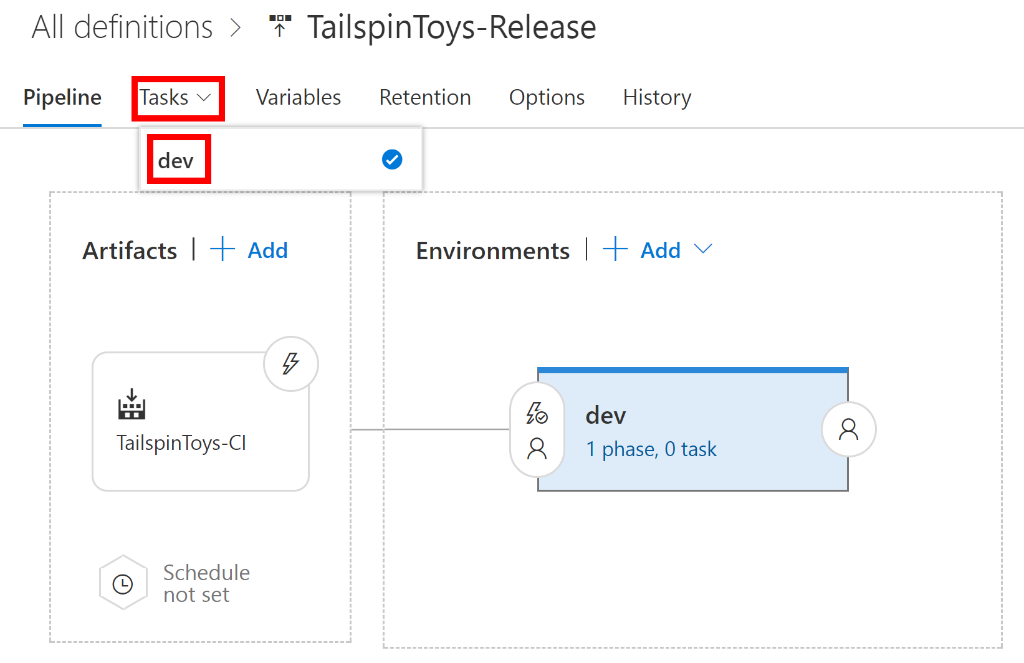 All definitions > TailspinToys-Release
Pipeline Tasks Variables Retention Options History
dev
Artifacts | + Add
Environments | + Add
TailspinToys-CI
dev
1 phase, 0 task
Schedule
not set